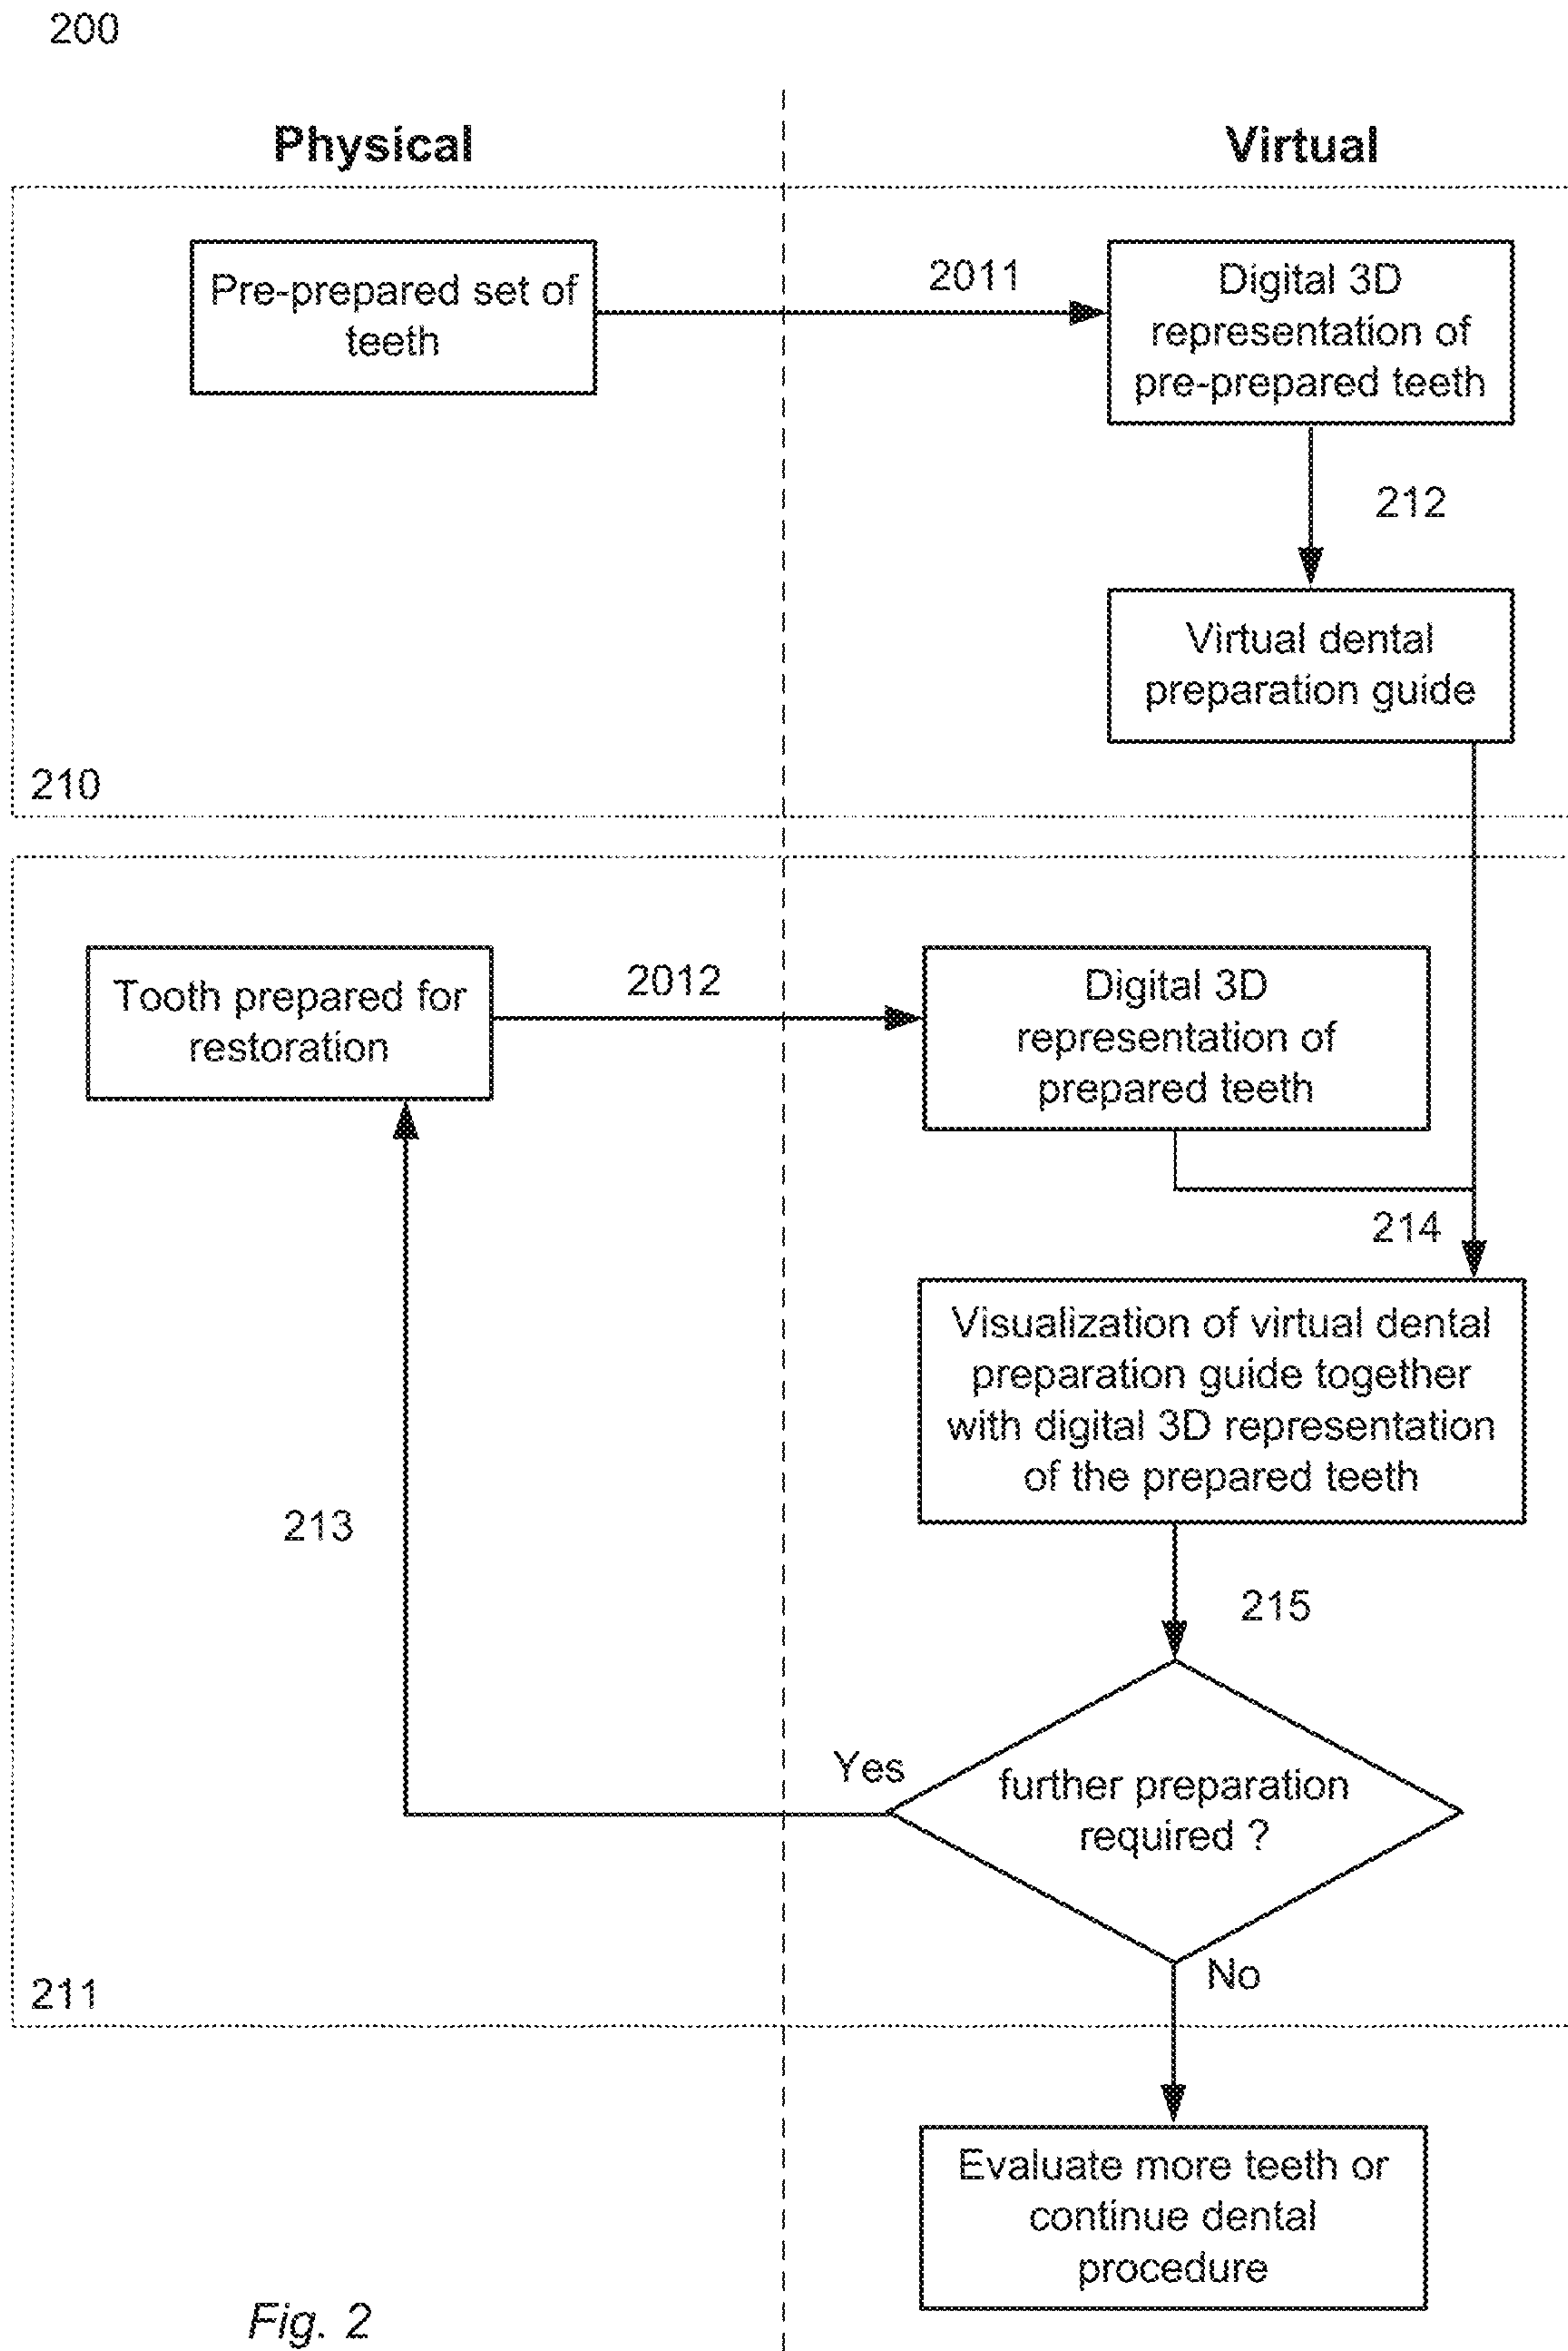 200
Physical
Virtual
Pre-prepared set of
teeth
2011
Digital 3D
representation of
pre-prepared teeth
212
Virtual dental
preparation guide
210
Tooth prepared for
restoration
2012
Digital 3D
representation of
prepared teeth
214
Visualization of virtual dental
preparation guide together
with digital 3D representation
of the prepared teeth
213
215
Yes
further preparation
required ?
No
211
Evaluate more teeth or
continue dental
procedure
Fig. 2